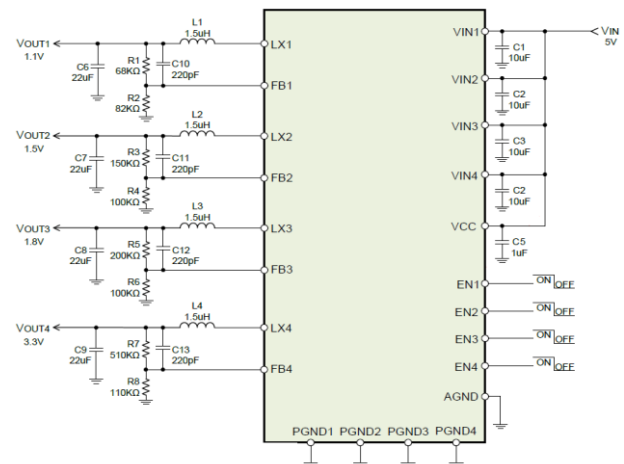 L1
1.5uH
VOUT1
1.1V
C6
22uF
R1
68KΩ
C10
220pF
R2
82KΩ
LX1
FB1
L2
1.5uH
VOUT2
1.5V
C7
22uF
R3
150KΩ
C11
220pF
R4
100KΩ
LX2
FB2
L3
1.5uH
VOUT3
1.8V
C8
22uF
R5
200KΩ
C12
220pF
R6
100KΩ
LX3
FB3
L4
1.5uH
VOUT4
3.3V
C9
22uF
R7
510KΩ
C13
220pF
R8
110KΩ
LX4
FB4
VIN1
VIN
5V
C1
10uF
VIN2
C2
10uF
VIN3
C3
10uF
VIN4
C2
10uF
VCC
C5
1uF
EN1
ON OFF
EN2
ON OFF
EN3
ON OFF
EN4
ON OFF
AGND
PGND1 PGND2 PGND3 PGND4